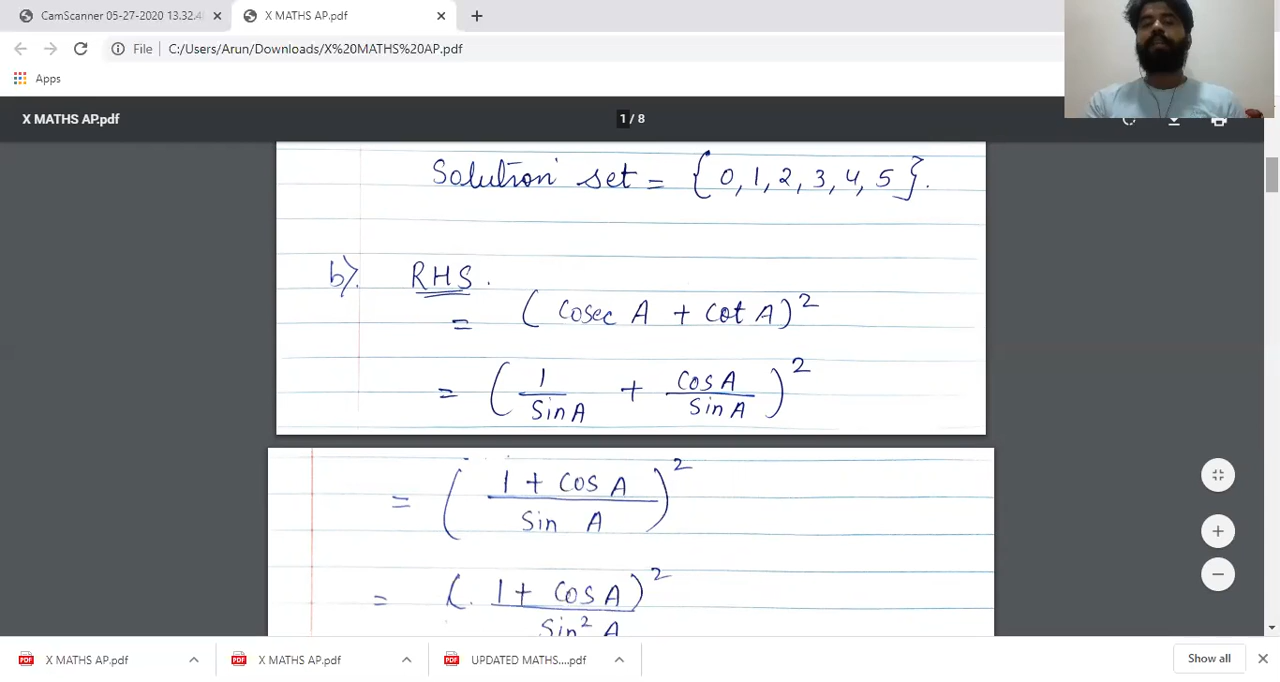 CamScanner 05-27-2020 13.32.4
X MATHS AP.pdf
File
C:/Users/Arun/Downloads/X%20MATHS%20AP.pdf
Apps
X MATHS AP.pdf
1 / 8
Solution set = {0, 1, 2, 3, 4, 5}.
b). RHS.
= (Cosec A + Cot A)²
= (1/Sin A + Cos A/Sin A)²
= (1 + Cos A/Sin A)²
= (1 + Cos A)²/Sin² A
X MATHS AP.pdf
X MATHS AP.pdf
UPDATED MATHS....pdf
Show all